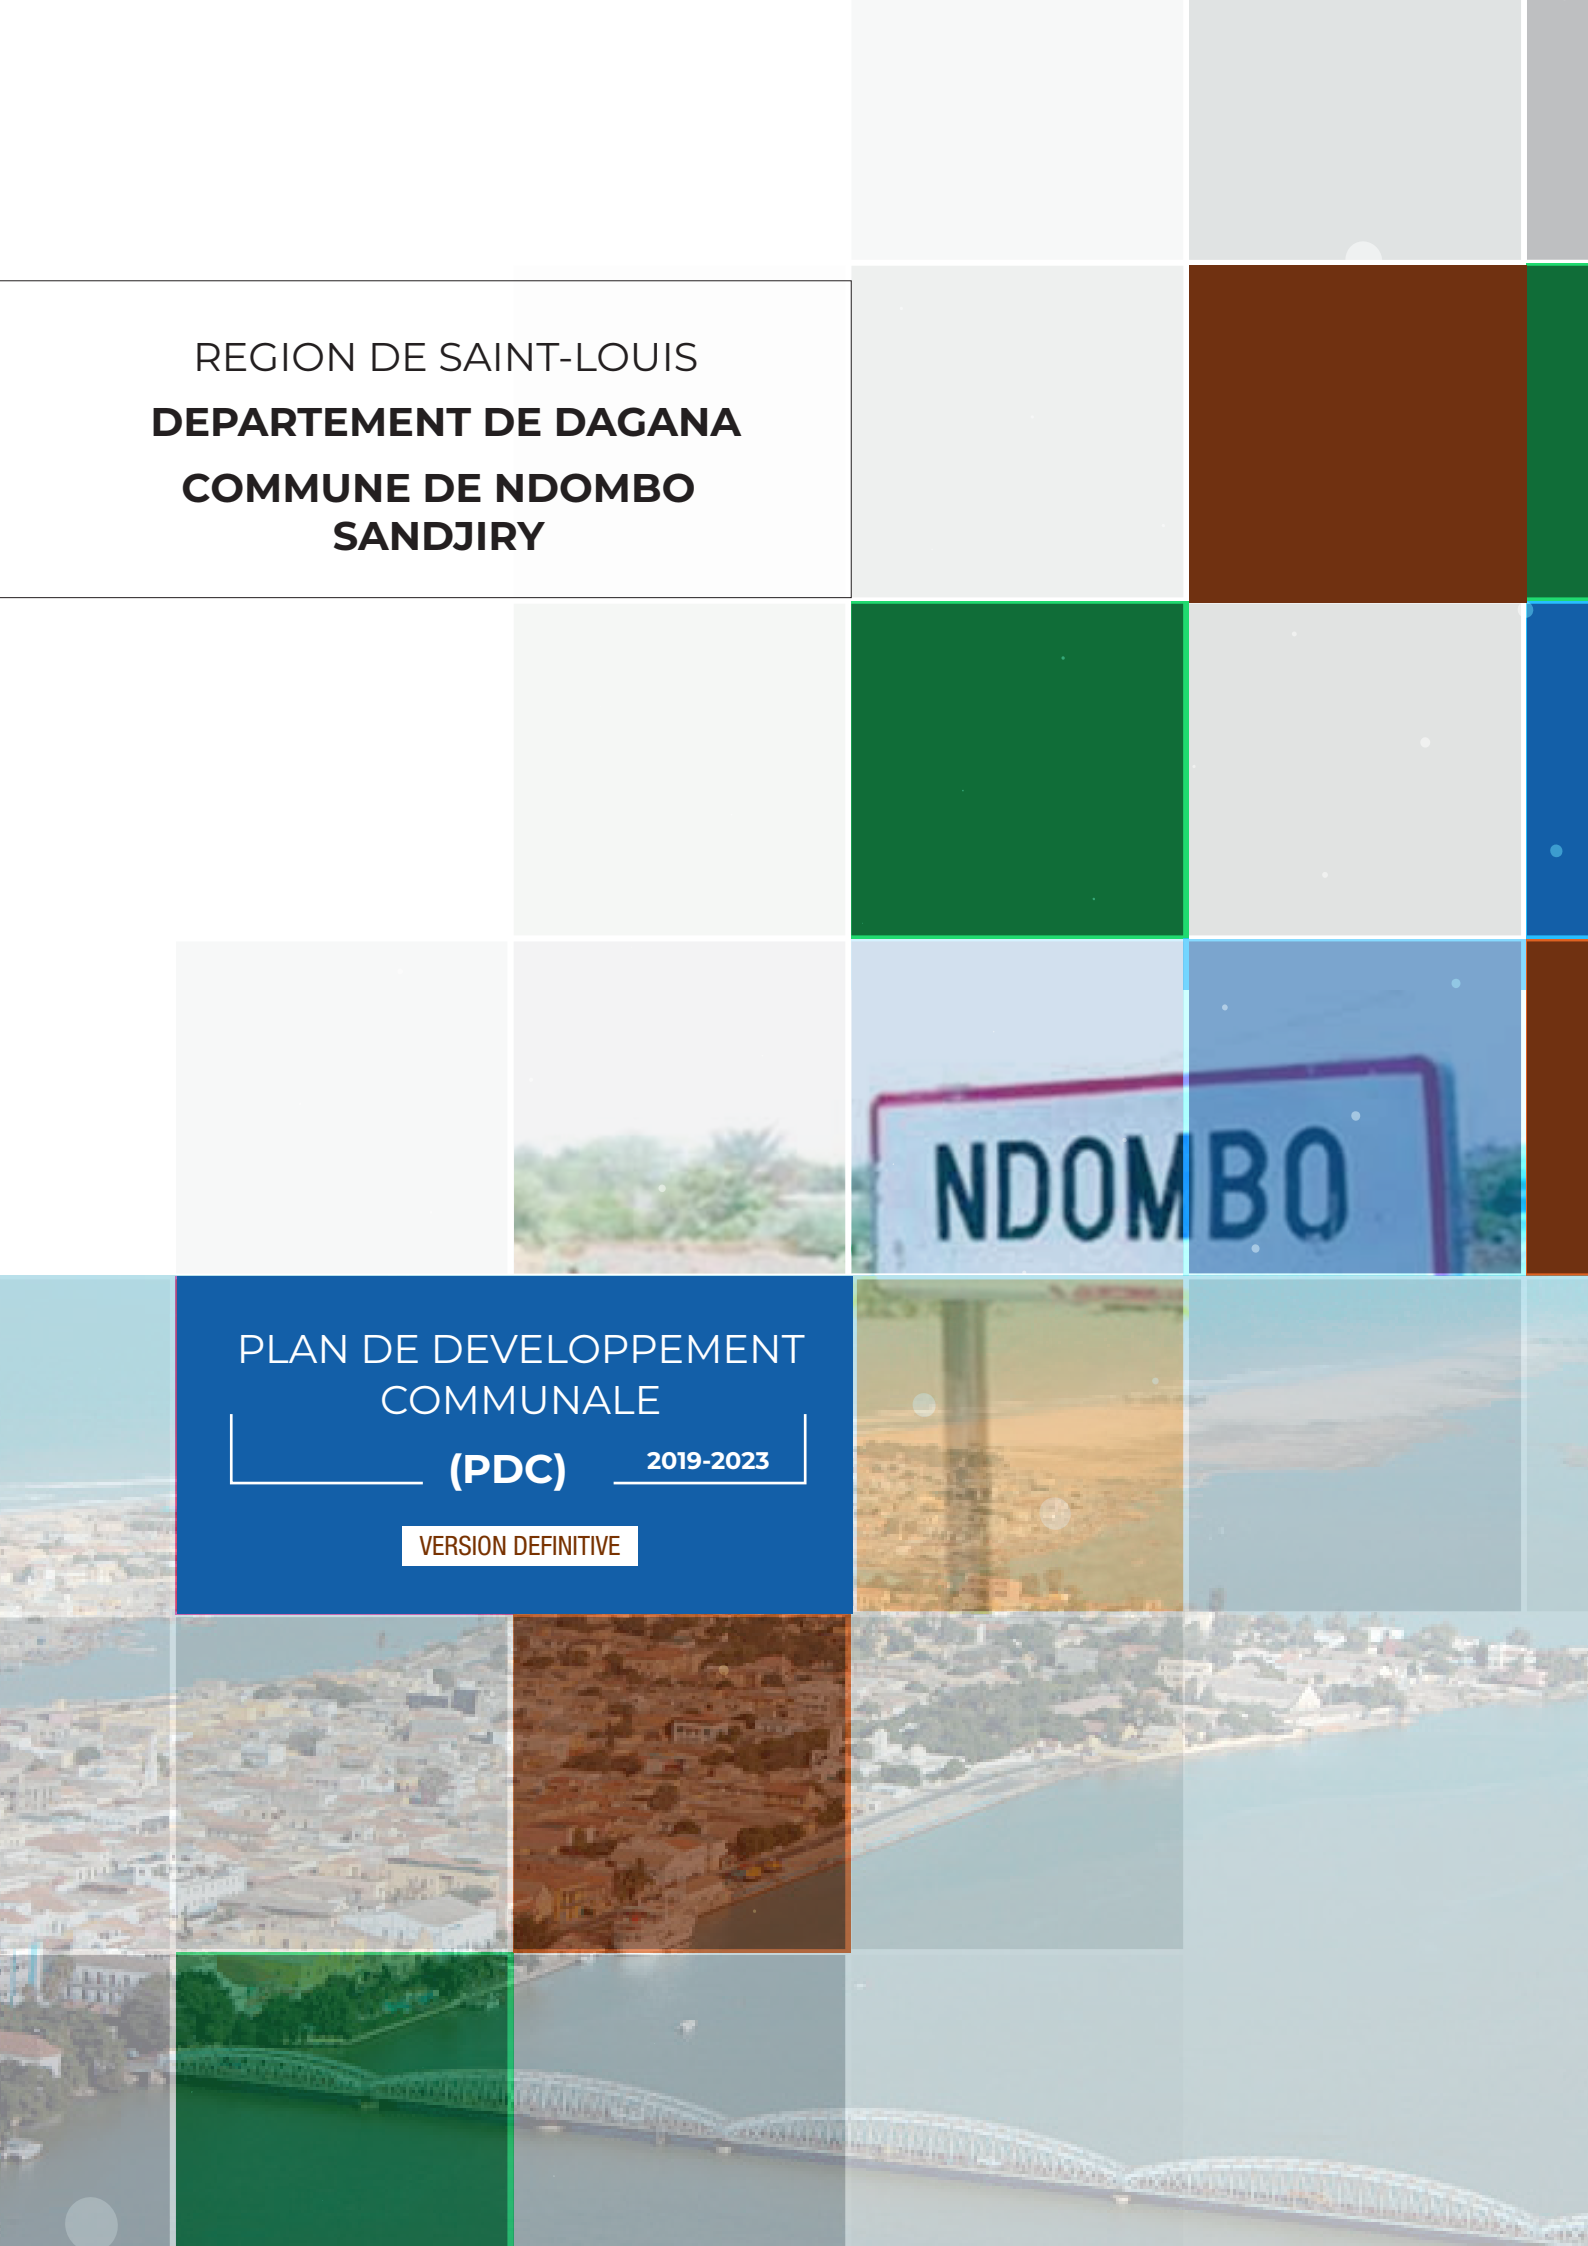 REGION DE SAINT-LOUIS
DEPARTEMENT DE DAGANA
COMMUNE DE NDOMBO
SANDJIRY
NDOMBO
PLAN DE DEVELOPPEMENT
COMMUNALE
(PDC)
2019-2023
VERSION DEFINITIVE